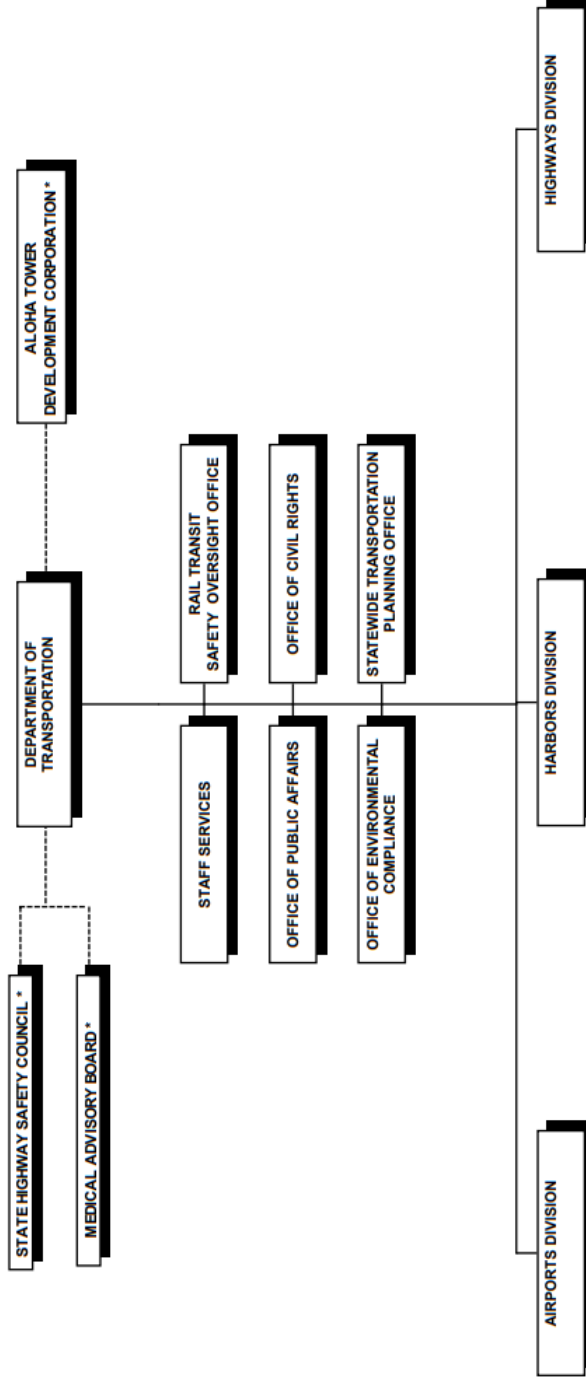 STATE HIGHWAY SAFETY COUNCIL *
MEDICAL ADVISORY BOARD *
DEPARTMENT OF
TRANSPORTATION
ALOHA TOWER
DEVELOPMENT CORPORATION *
STAFF SERVICES
RAIL TRANSIT
SAFETY OVERSIGHT OFFICE
OFFICE OF PUBLIC AFFAIRS
OFFICE OF CIVIL RIGHTS
OFFICE OF ENVIRONMENTAL
COMPLIANCE
STATEWIDE TRANSPORTATION
PLANNING OFFICE
AIRPORTS DIVISION
HARBORS DIVISION
HIGHWAYS DIVISION